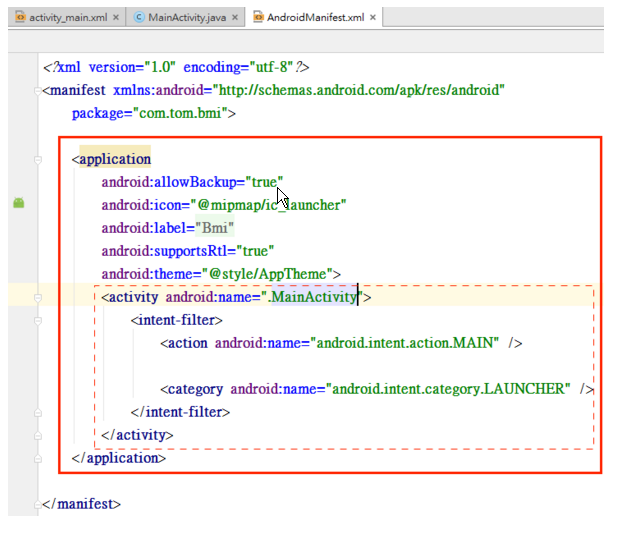 activity_main.xml × MainActivity.java × AndroidManifest.xml ×
<?xml version="1.0" encoding="utf-8"?>
<manifest xmlns:android="http://schemas.android.com/apk/res/android"
package="com.tom.bmi">
<application
android:allowBackup="true"
android:icon="@mipmap/ic_launcher"
android:label="Bmi"
android:supportsRtl="true"
android:theme="@style/AppTheme">
<activity android:name=".MainActivity">
<intent-filter>
<action android:name="android.intent.action.MAIN" />
<category android:name="android.intent.category.LAUNCHER" />
</intent-filter>
</activity>
</application>
</manifest>